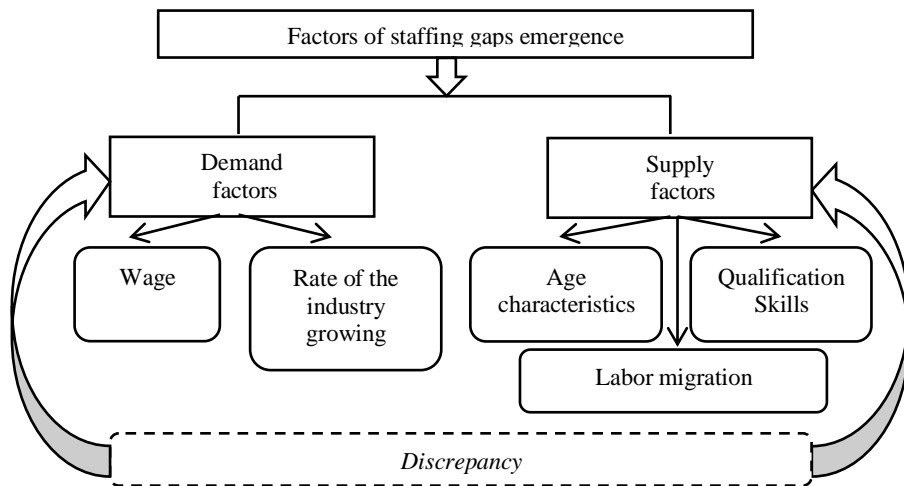 Factors of staffing gaps emergence
Demand
factors
Supply
factors
Wage
Rate of the
industry
growing
Age
characteristics
Qualification
Skills
Labor migration
Discrepancy